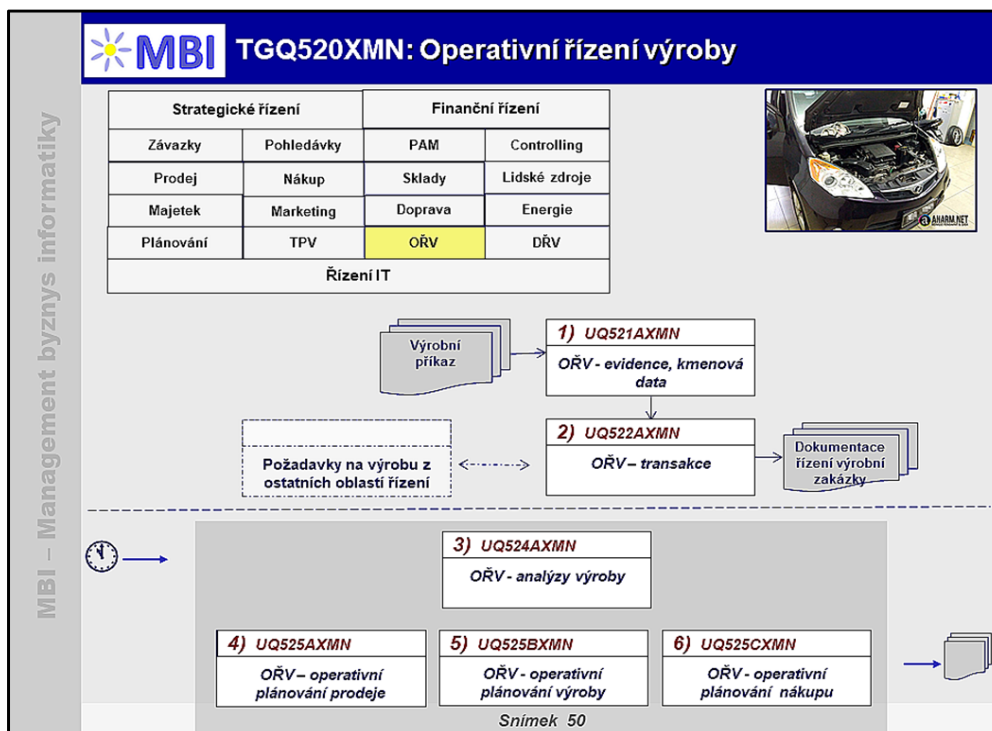 MBI – Management byznys informatiky
MBI
TGQ520XMN: Operativní řízení výroby
Strategické řízení
Finanční řízení
Závazky
Pohledávky
PAM
Controlling
Prodej
Nákup
Sklady
Lidské zdroje
Majetek
Marketing
Doprava
Energie
Plánování
TPV
OŘV
DŘV
Řízení IT
AHARM.NET
Výrobní
příkaz
1) UQ521AXMN
OŘV - evidence, kmenová
data
2) UQ522AXMN
OŘV – transakce
Požadavky na výrobu z
ostatních oblastí řízení
Dokumentace
řízení výrobní
zakázky
3) UQ524AXMN
OŘV - analýzy výroby
4) UQ525AXMN
OŘV – operativní
plánování prodeje
5) UQ525BXMN
OŘV - operativní
plánování výroby
6) UQ525CXMN
OŘV - operativní
plánování nákupu
Snímek 50